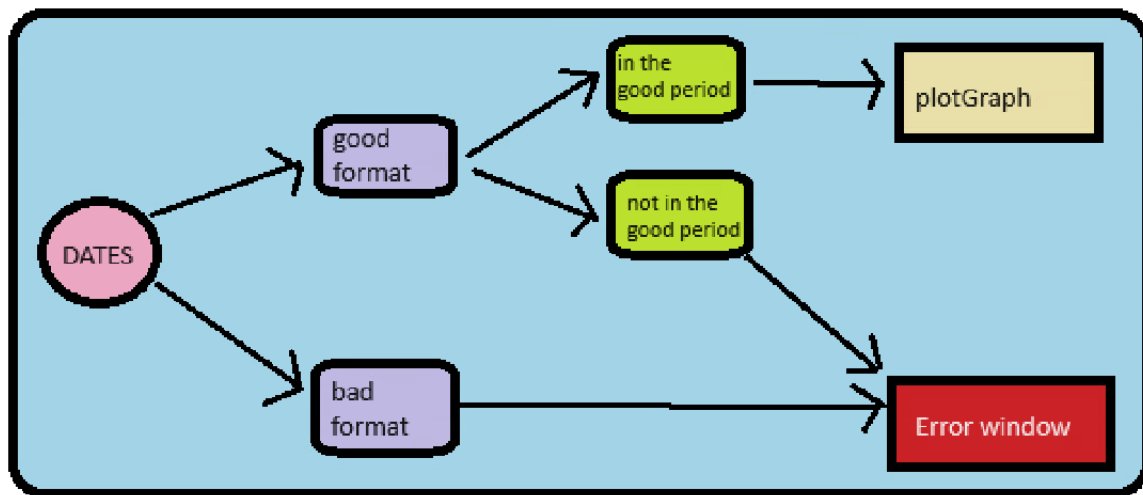 in the
good period
plotGraph
good
format
not in the
good period
DATES
bad
format
Error window